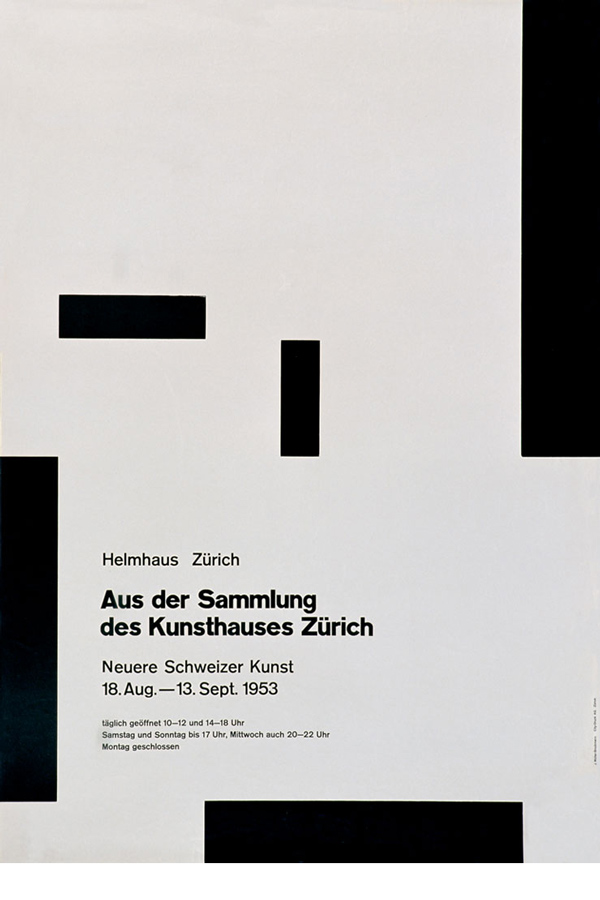 Helmhaus Zürich
Aus der Sammlung
des Kunsthauses Zürich
Neuere Schweizer Kunst
18. Aug.—13. Sept. 1953
täglich geöffnet 10—12 und 14—18 Uhr
Samstag und Sonntag bis 17 Uhr, Mittwoch auch 20—22 Uhr
Montag geschlossen